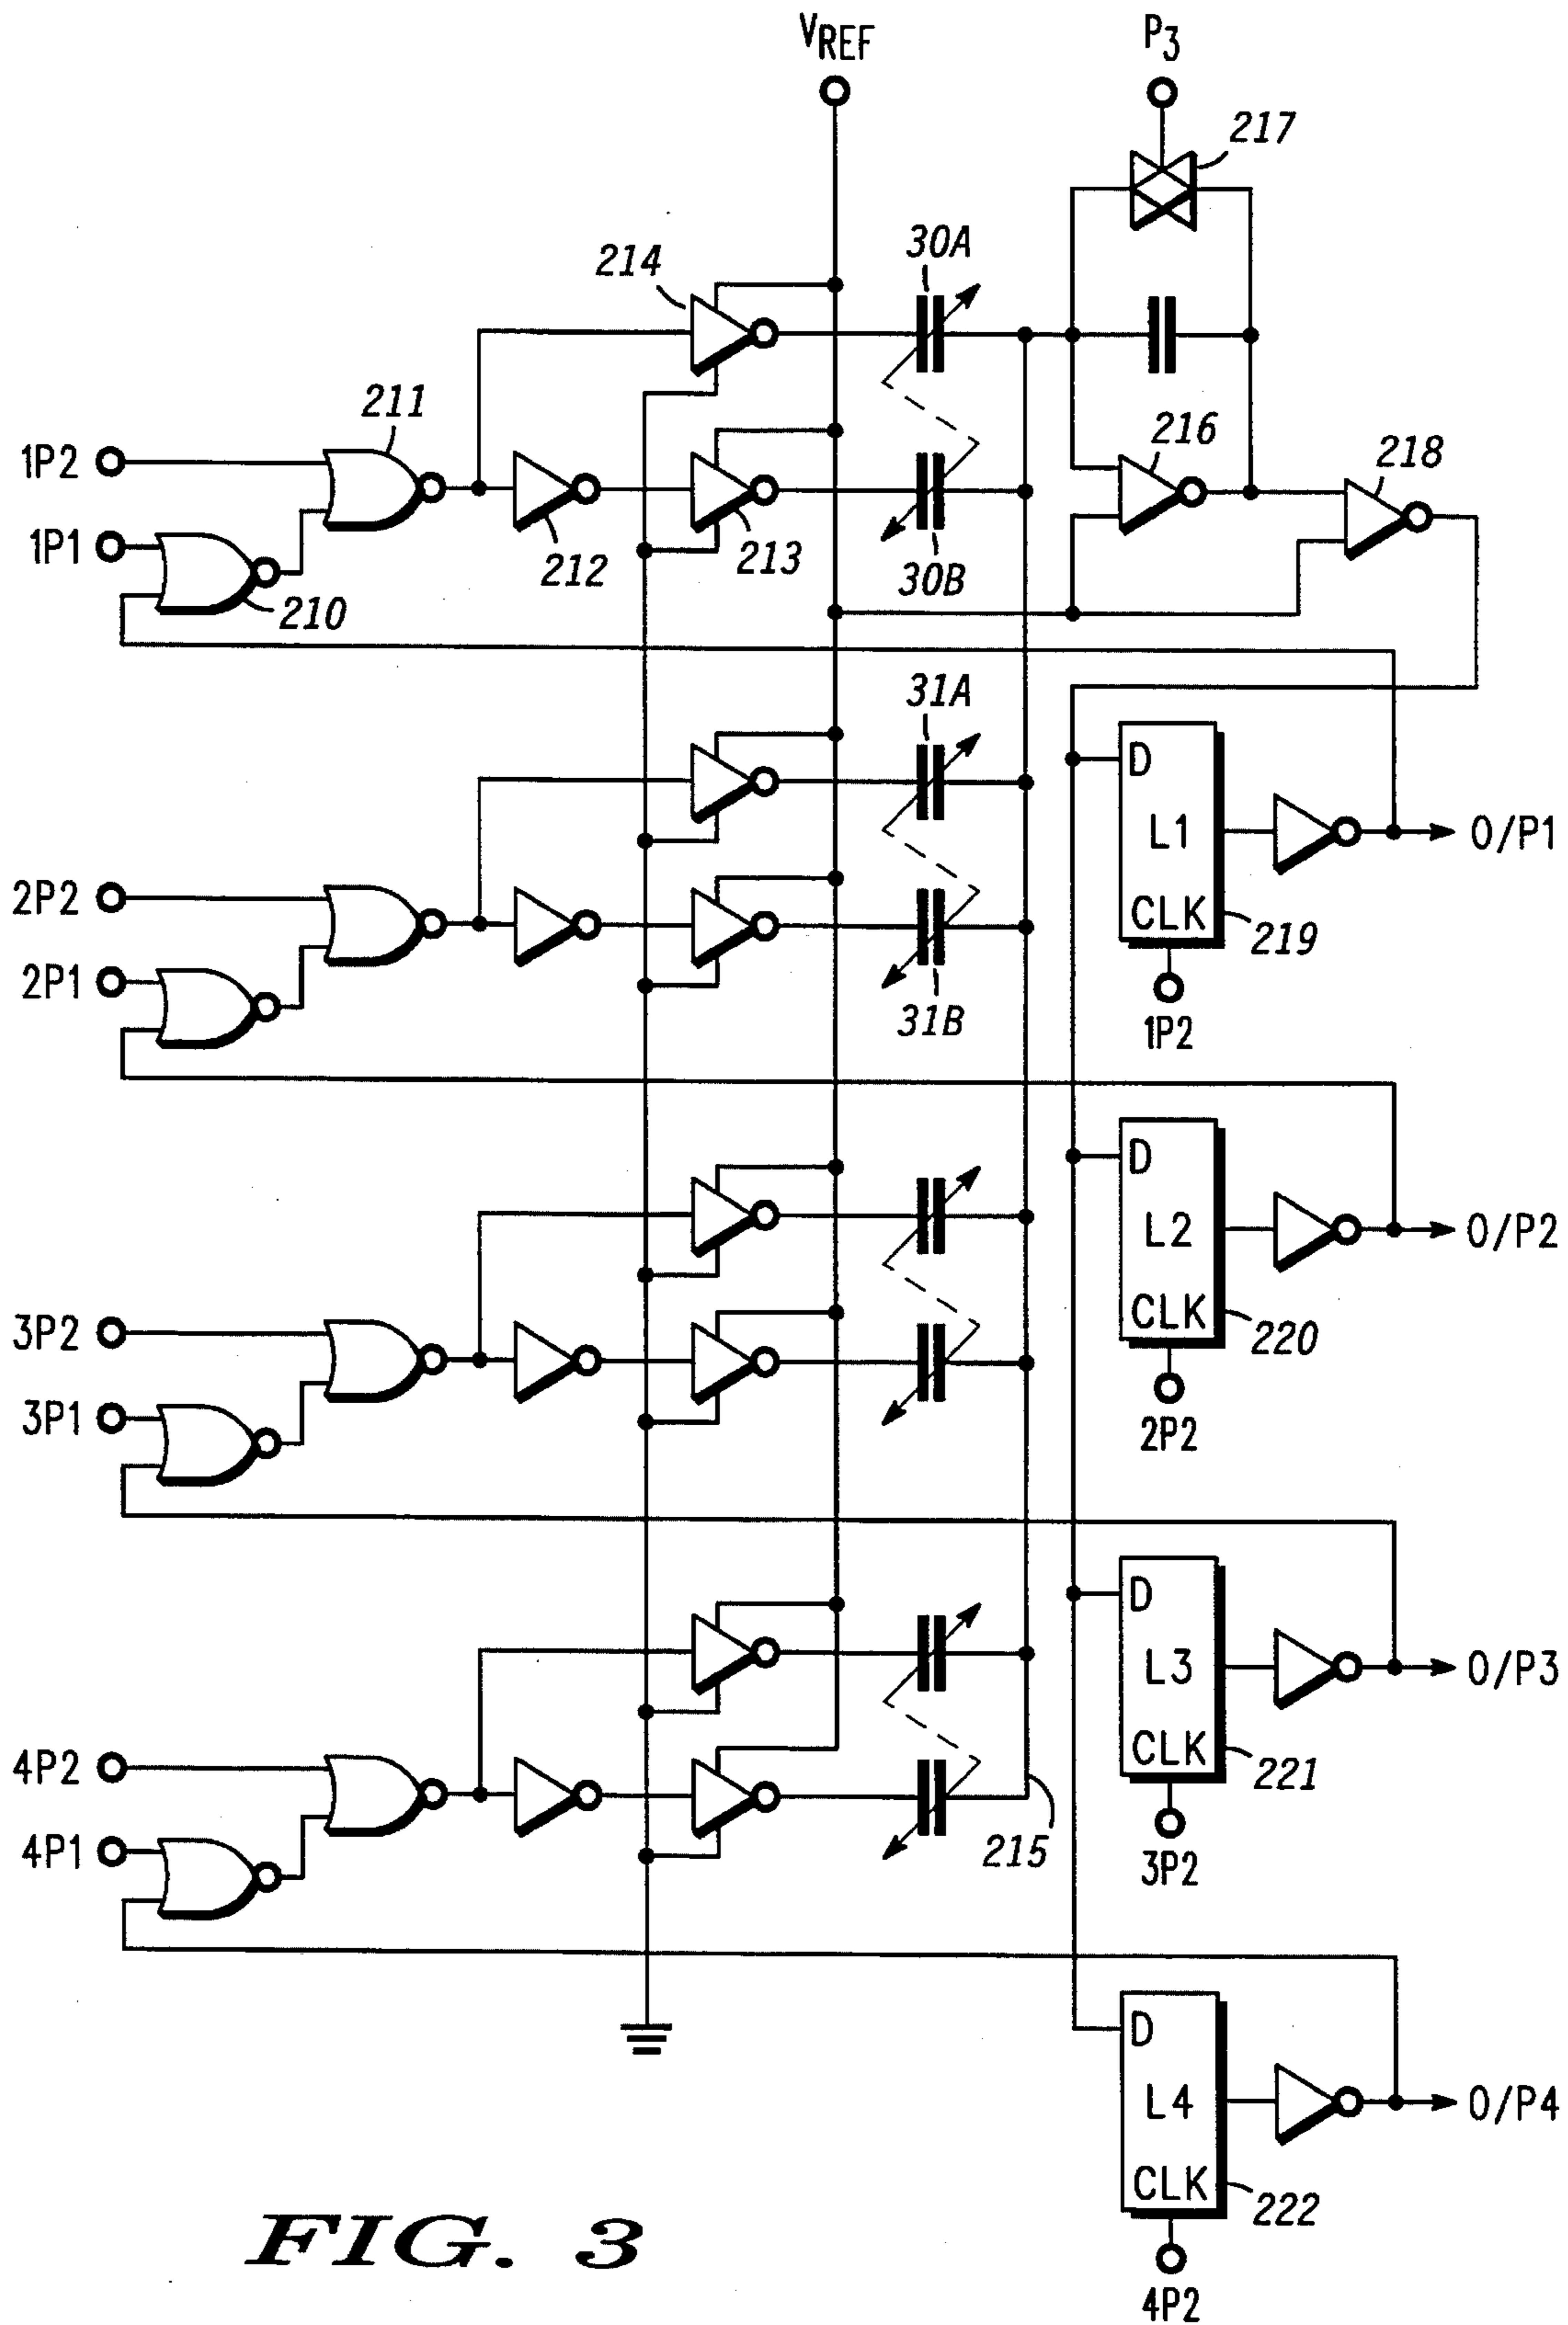 VREF
P3
217
30A
214
211
216
218
1P2
1P1
212
213
30B
210
31A
D
L1
O/P1
CLK
219
2P2
2P1
31B
1P2
D
L2
O/P2
CLK
220
3P2
3P1
2P2
D
L3
O/P3
CLK
221
4P2
4P1
215
3P2
D
L4
O/P4
CLK
222
4P2
FIG. 3